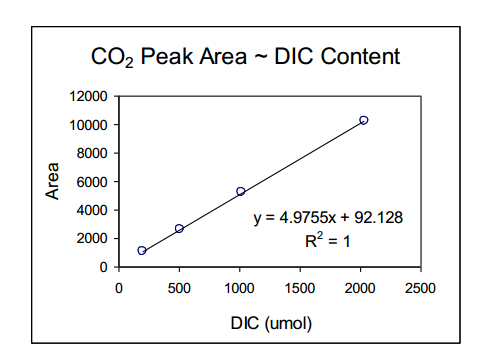 CO₂ Peak Area ~ DIC Content
12000
10000
8000
6000
4000
2000
0
Area
y = 4.9755x + 92.128
R² = 1
0 500 1000 1500 2000 2500
DIC (umol)